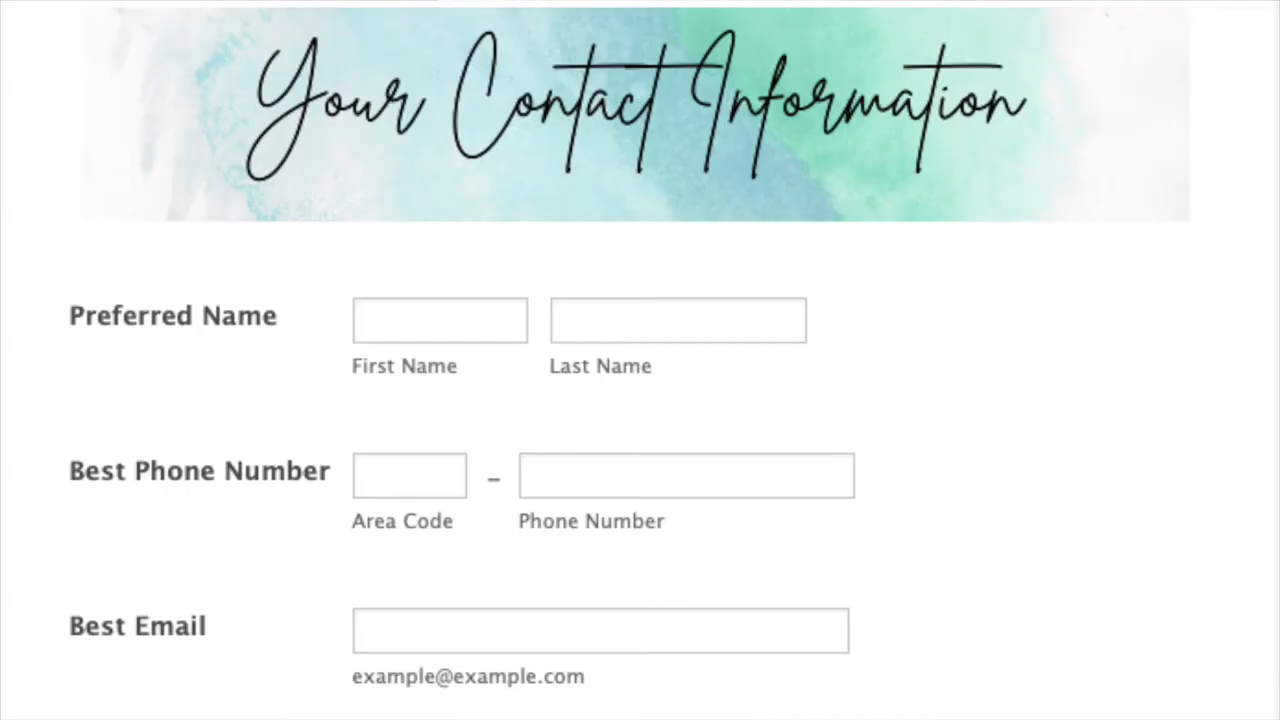 Your Contact Information
Preferred Name
First Name Last Name
Best Phone Number –
Area Code Phone Number
Best Email
example@example.com